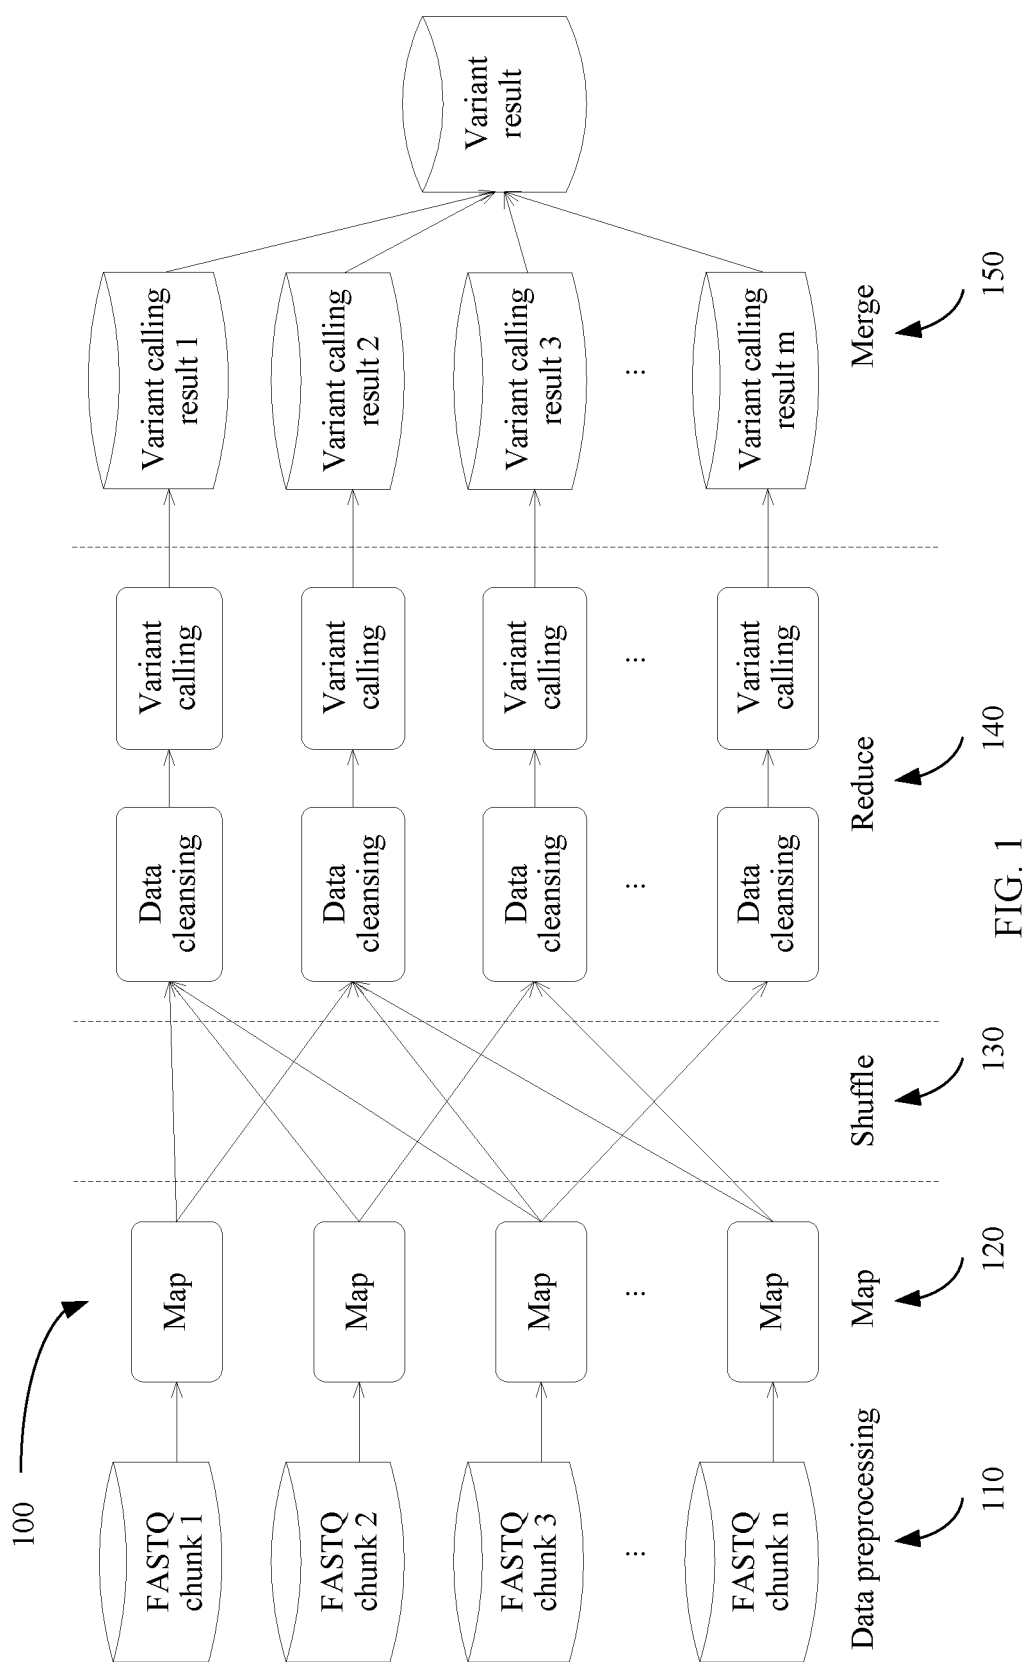 100
FASTQ
chunk 1
Map
Data
cleansing
Variant
calling
Variant calling
result 1
FASTQ
chunk 2
Map
Data
cleansing
Variant
calling
Variant calling
result 2
Variant
result
FASTQ
chunk 3
Map
Data
cleansing
Variant
calling
Variant calling
result 3
...
...
...
...
...
FASTQ
chunk n
Map
Data
cleansing
Variant
calling
Variant calling
result m
Data preprocessing
Map
Shuffle
Reduce
Merge
110
120
130
140
150
FIG. 1